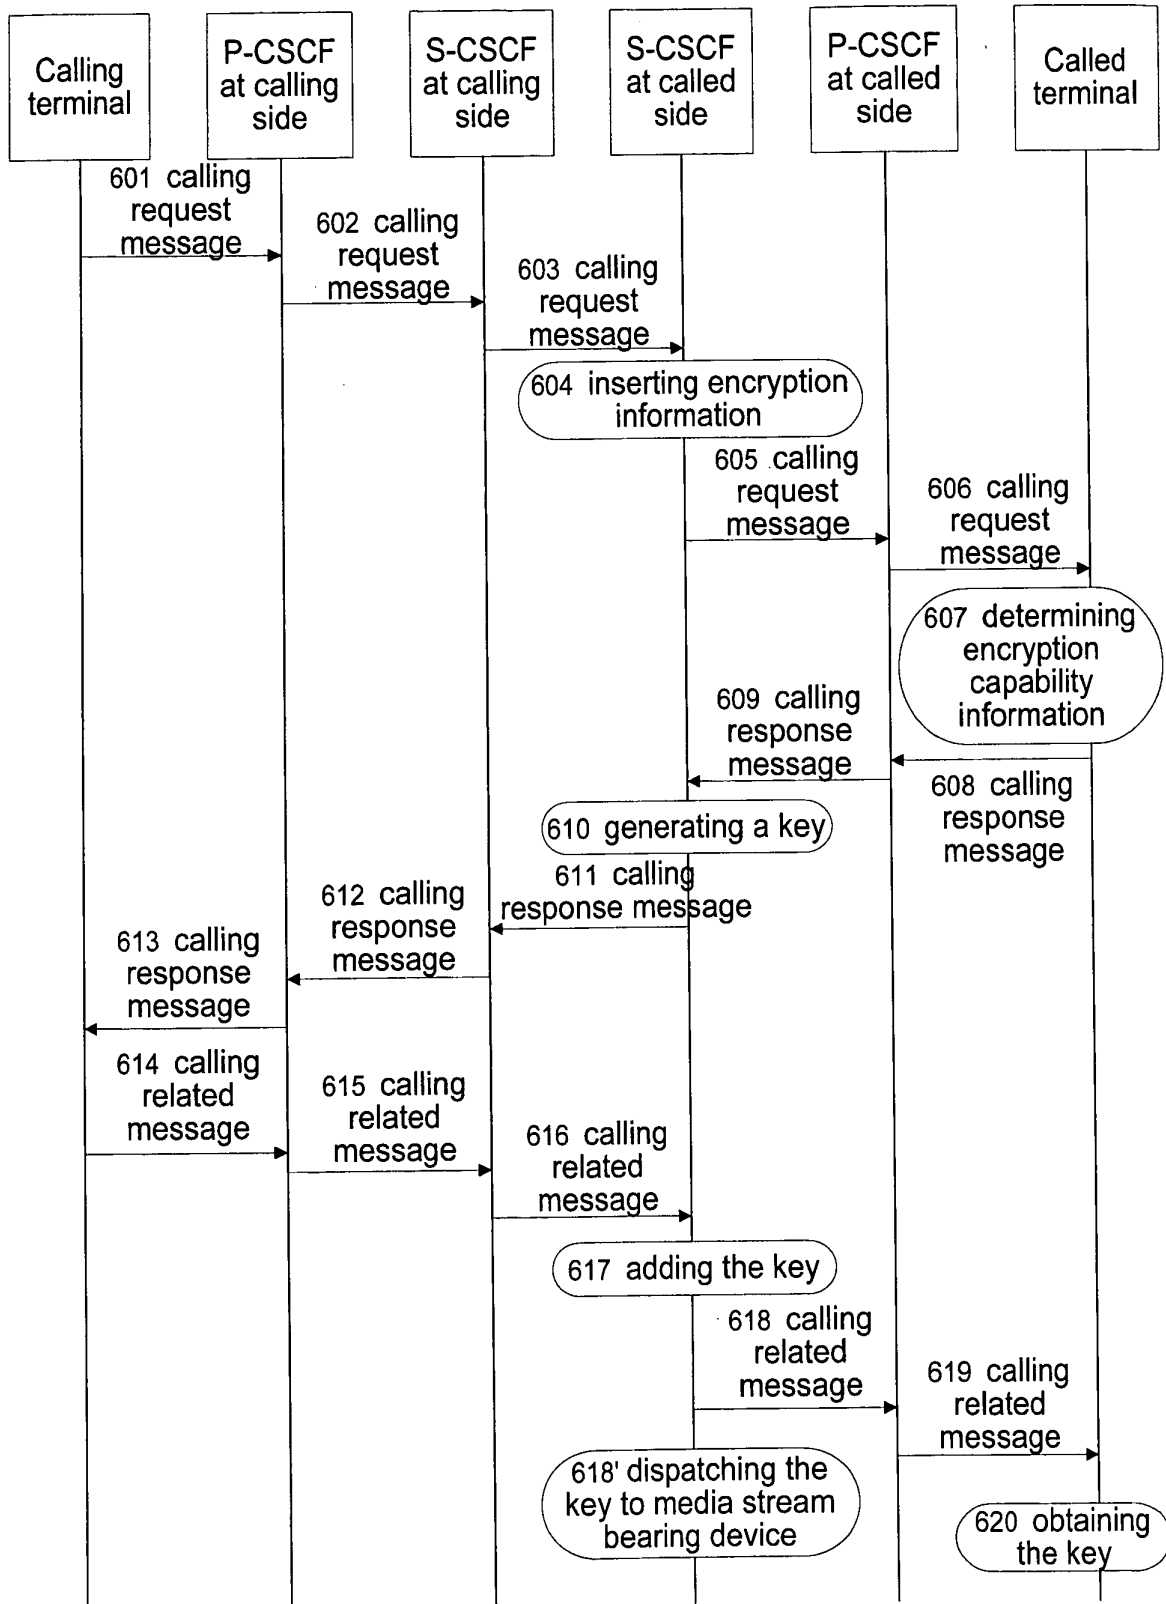 Calling
terminal
P-CSCF
at calling
side
S-CSCF
at calling
side
S-CSCF
at called
side
P-CSCF
at called
side
Called
terminal
601 calling
request
message
602 calling
request
message
603 calling
request
message
604 inserting encryption
information
605 calling
request
message
606 calling
request
message
607 determining
encryption
capability
information
608 calling
response
message
609 calling
response
message
610 generating a key
611 calling
response message
612 calling
response
message
613 calling
response
message
614 calling
related
message
615 calling
related
message
616 calling
related
message
617 adding the key
618 calling
related
message
619 calling
related
message
618' dispatching the
key to media stream
bearing device
620 obtaining
the key